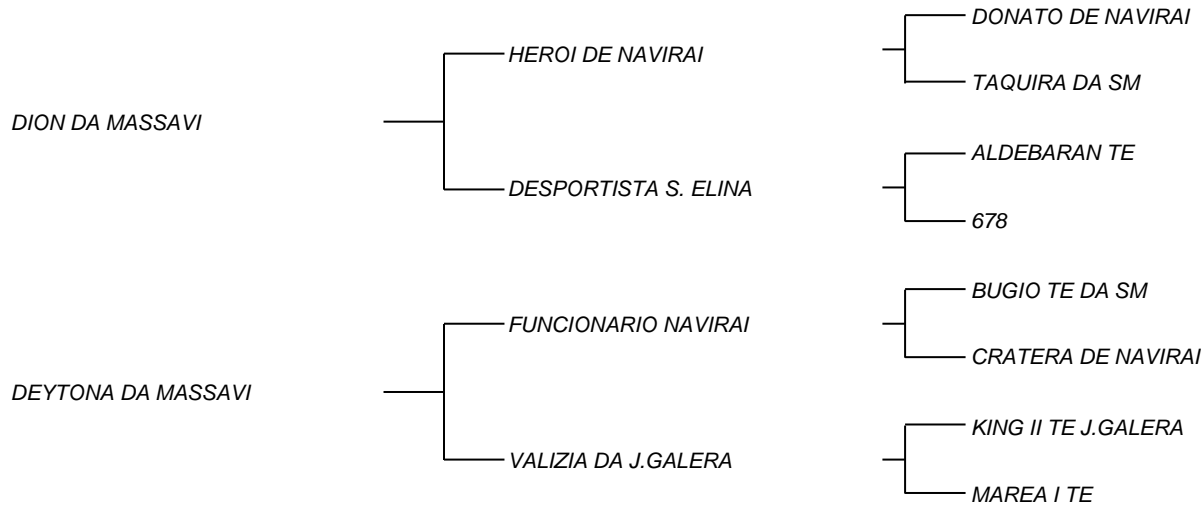 DONATO DE NAVIRAI
HEROI DE NAVIRAI
TAQUIRA DA SM
DION DA MASSAVI
ALDEBARAN TE
DESPORTISTA S. ELINA
678
BUGIO TE DA SM
FUNCIONARIO NAVIRAI
CRATERA DE NAVIRAI
DEYTONA DA MASSAVI
KING II TE J.GALERA
VALIZIA DA J.GALERA
MAREA I TE